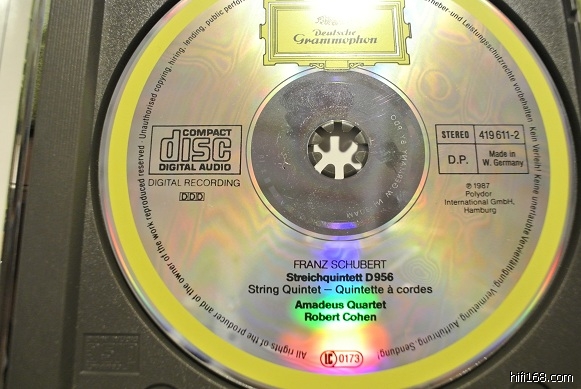 Deutsche
Grammophon
COMPACT
disc
DIGITAL AUDIO
DIGITAL RECORDING
DDD
STEREO 419 611-2
D.P. Made in
W. Germany
℗ 1987
Polydor
International GmbH,
Hamburg
FRANZ SCHUBERT
Streichquintett D 956
String Quintet – Quintette à cordes
Amadeus Quartet
Robert Cohen
LC 0173
All rights of the producer and of the owner of the work reproduced reserved · Unauthorised copying, hiring, lending, public
heber- und Leistungsschutzrechte vorbehalten · Kein Verleih! Keine unerlaubte Vervielfältigung, Vermietung, Aufführung, Sendung!
hifi168.com